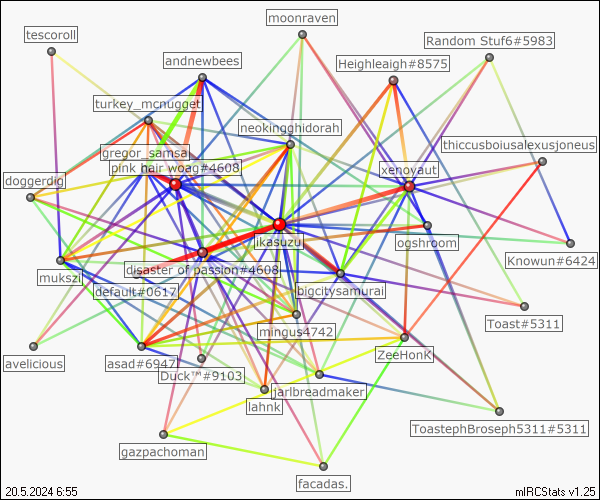 moonraven
tescoroll
Random Stuf6#5983
andnewbees
Heighleigh#8575
turkey_mcnugget
neokingghidorah
thiccusboiusalexusjoneus
gregor_samsa
pink hair woag#4608
xenoyaut
doggerdig
ikasuzu
ogshroom
Knowun#6424
disaster of passion#4608
mukszi
default#0617
bigcitysamurai
Toast#5311
mingus4742
avelicious
asad#6947
ZeeHonK
Duck™#9103
jarlbreadmaker
lahnk
ToastephBroseph5311#5311
gazpachoman
facadas.
20.5.2024 6:55
mIRCStats v1.25